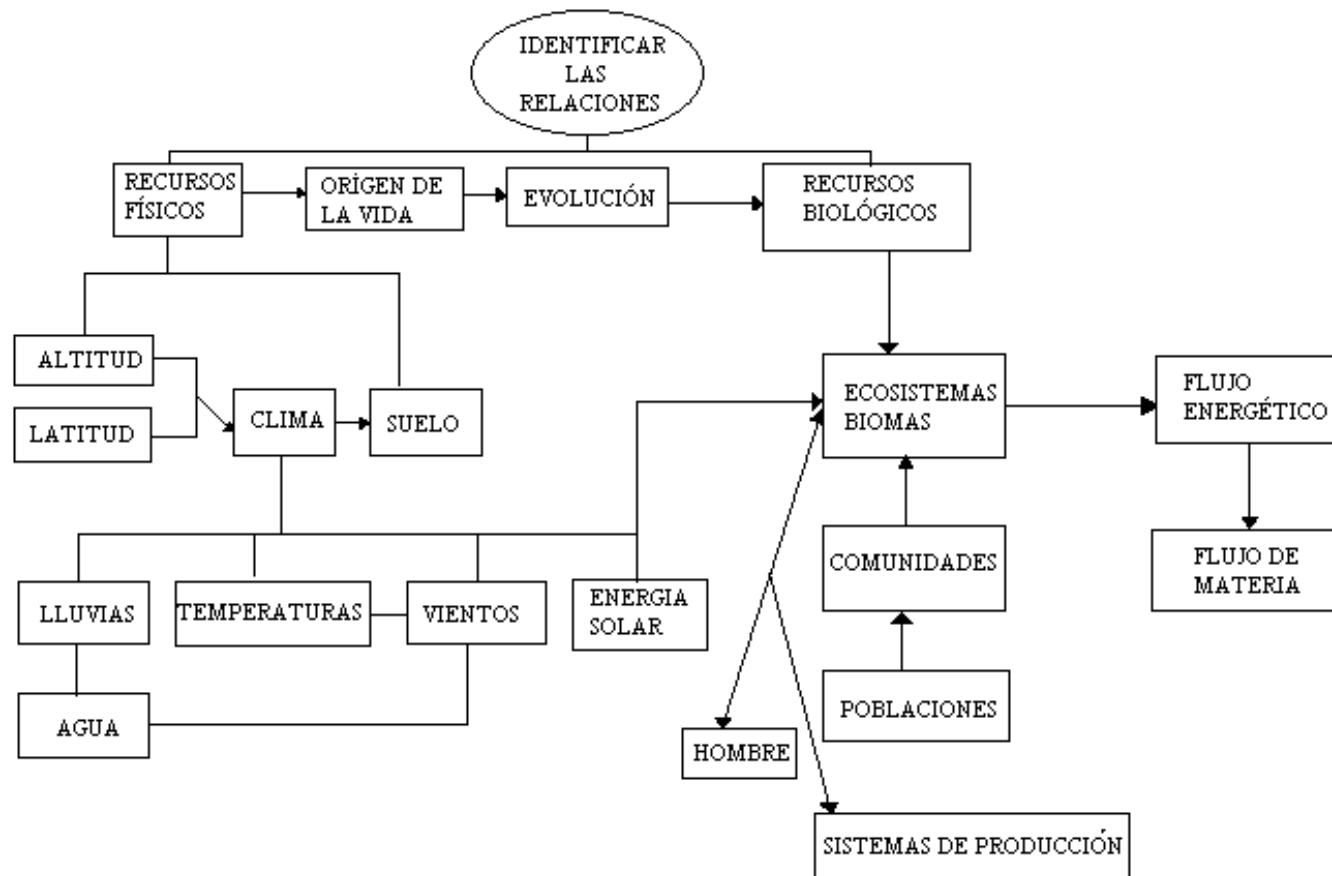 IDENTIFICAR
LAS
RELACIONES
RECURSOS
FÍSICOS
ORÍGEN DE
LA VIDA
EVOLUCIÓN
RECURSOS
BIOLÓGICOS
ALTITUD
LATITUD
CLIMA
SUELO
ECOSISTEMAS
BIOMAS
FLUJO
ENERGÉTICO
LLUVIAS
TEMPERATURAS
VIENTOS
ENERGIA
SOLAR
COMUNIDADES
FLUJO DE
MATERIA
AGUA
HOMBRE
POBLACIONES
SISTEMAS DE PRODUCCIÓN